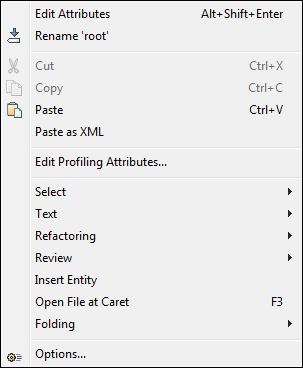 Edit Attributes Alt+Shift+Enter
Rename 'root'
Cut Ctrl+X
Copy Ctrl+C
Paste Ctrl+V
Paste as XML
Edit Profiling Attributes...
Select
Text
Refactoring
Review
Insert Entity
Open File at Caret F3
Folding
Options...